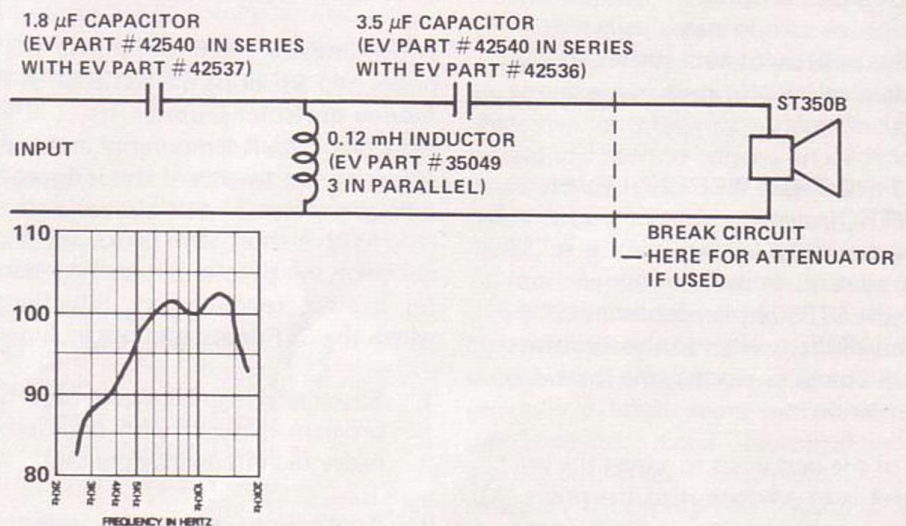 1.8 μF CAPACITOR
(EV PART #42540 IN SERIES
WITH EV PART #42537)
3.5 μF CAPACITOR
(EV PART #42540 IN SERIES
WITH EV PART #42536)
ST350B
INPUT
0.12 mH INDUCTOR
(EV PART #35049
3 IN PARALLEL)
BREAK CIRCUIT
HERE FOR ATTENUATOR
IF USED
110
100
90
80
2KHz 3KHz 4KHz 5KHz 10KHz 20KHz
FREQUENCY IN HERTZ